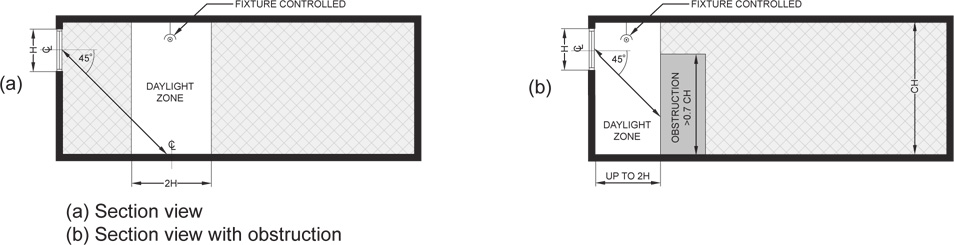 FIXTURE CONTROLLED
H
℄
45°
(a)
DAYLIGHT
ZONE
℄
2H
FIXTURE CONTROLLED
H
℄
45°
(b)
OBSTRUCTION
>0.7 CH
CH
DAYLIGHT
ZONE
UP TO 2H
(a) Section view
(b) Section view with obstruction